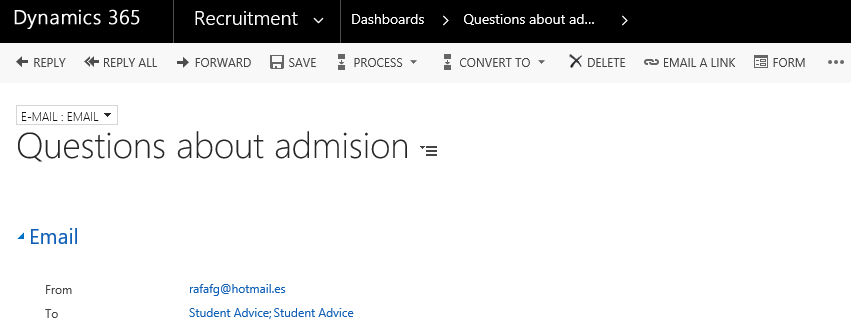 Dynamics 365 Recruitment Dashboards Questions about ad...
REPLY REPLY ALL FORWARD SAVE PROCESS CONVERT TO DELETE EMAIL A LINK FORM ...
E-MAIL : EMAIL
Questions about admision
Email
From rafafg@hotmail.es
To Student Advice; Student Advice